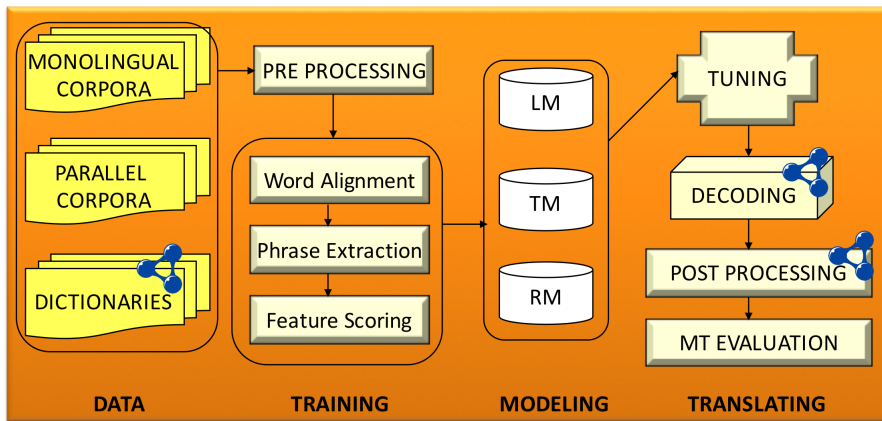 MONOLINGUAL
CORPORA
PARALLEL
CORPORA
DICTIONARIES
DATA
PRE PROCESSING
Word Alignment
Phrase Extraction
Feature Scoring
TRAINING
LM
TM
RM
MODELING
TUNING
DECODING
POST PROCESSING
MT EVALUATION
TRANSLATING